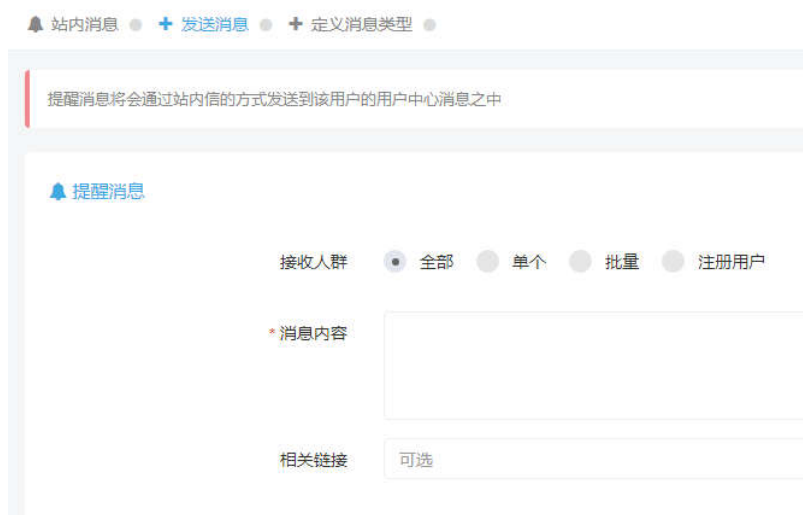 站内消息 发送消息 定义消息类型
提醒消息将会通过站内信的方式发送到该用户的用户中心消息之中
提醒消息
接收人群 全部 单个 批量 注册用户
* 消息内容
相关链接 可选